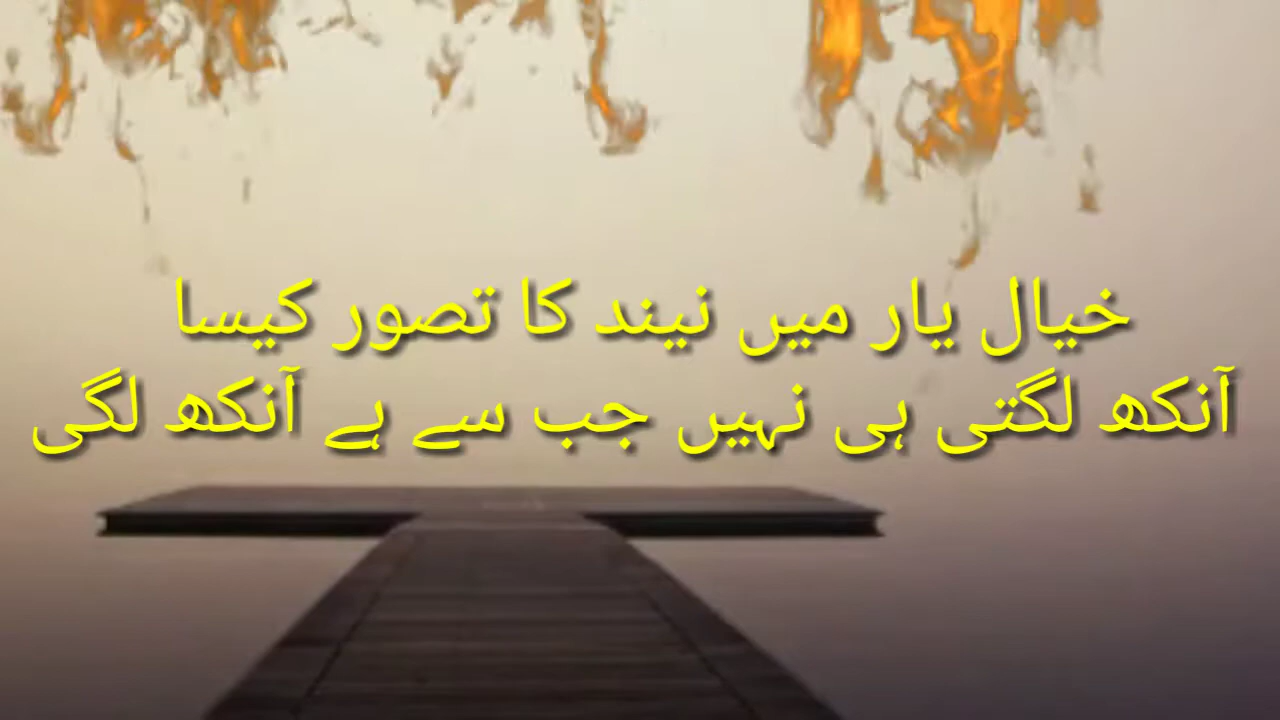 خیال یار میں نیند کا تصور کیسا
آنکھ لگتی ہی نہیں جب سے ہے آنکھ لگی